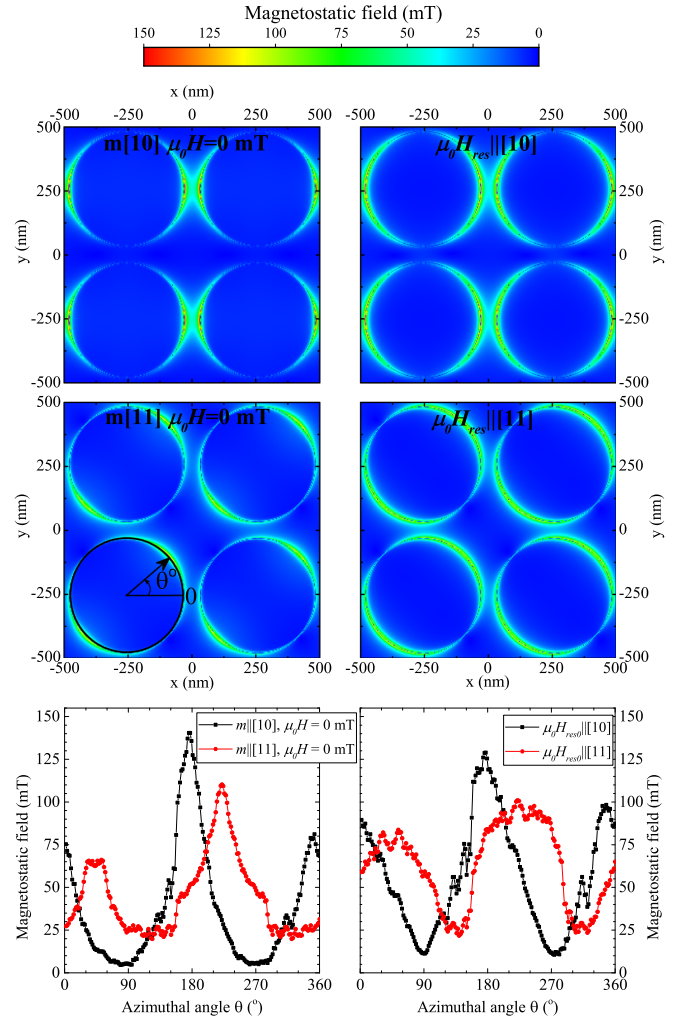 Magnetostatic field (mT)
150 125 100 75 50 25 0
x (nm)
-500 -250 0 250 500 -500 -250 0 250 500
m[10] μ₀H=0 mT
μ₀Hres||[10]
500 250 0 -250 -500
y (nm)
500 250 0 -250 -500
y (nm)
m[11] μ₀H=0 mT
μ₀Hres||[11]
500 250 0 -250 -500
y (nm)
θ°
0
500 250 0 -250 -500
y (nm)
-500 -250 0 250 500 -500 -250 0 250 500
x (nm) x (nm)
150 125 100 75 50 25 0
Magnetostatic field (mT)
m||[10], μ₀H = 0 mT
m||[11], μ₀H = 0 mT
0 90 180 270 360
Azimuthal angle θ (°)
μ₀Hres0||[10]
μ₀Hres0||[11]
150 125 100 75 50 25 0
Magnetostatic field (mT)
0 90 180 270 360
Azimuthal angle θ (°)